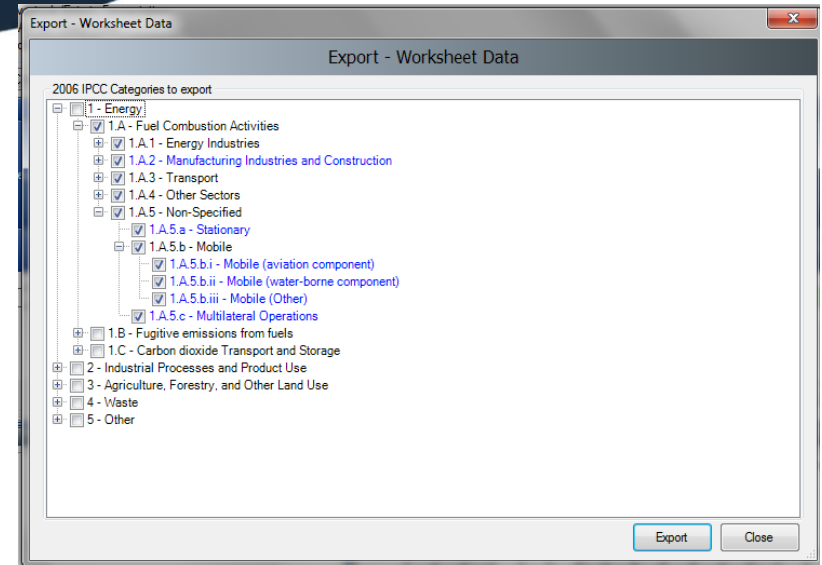 Export - Worksheet Data
Export - Worksheet Data
2006 IPCC Categories to export
1 - Energy
1.A - Fuel Combustion Activities
1.A.1 - Energy Industries
1.A.2 - Manufacturing Industries and Construction
1.A.3 - Transport
1.A.4 - Other Sectors
1.A.5 - Non-Specified
1.A.5.a - Stationary
1.A.5.b - Mobile
1.A.5.b.i - Mobile (aviation component)
1.A.5.b.ii - Mobile (water-borne component)
1.A.5.b.iii - Mobile (Other)
1.A.5.c - Multilateral Operations
1.B - Fugitive emissions from fuels
1.C - Carbon dioxide Transport and Storage
2 - Industrial Processes and Product Use
3 - Agriculture, Forestry, and Other Land Use
4 - Waste
5 - Other
Export Close